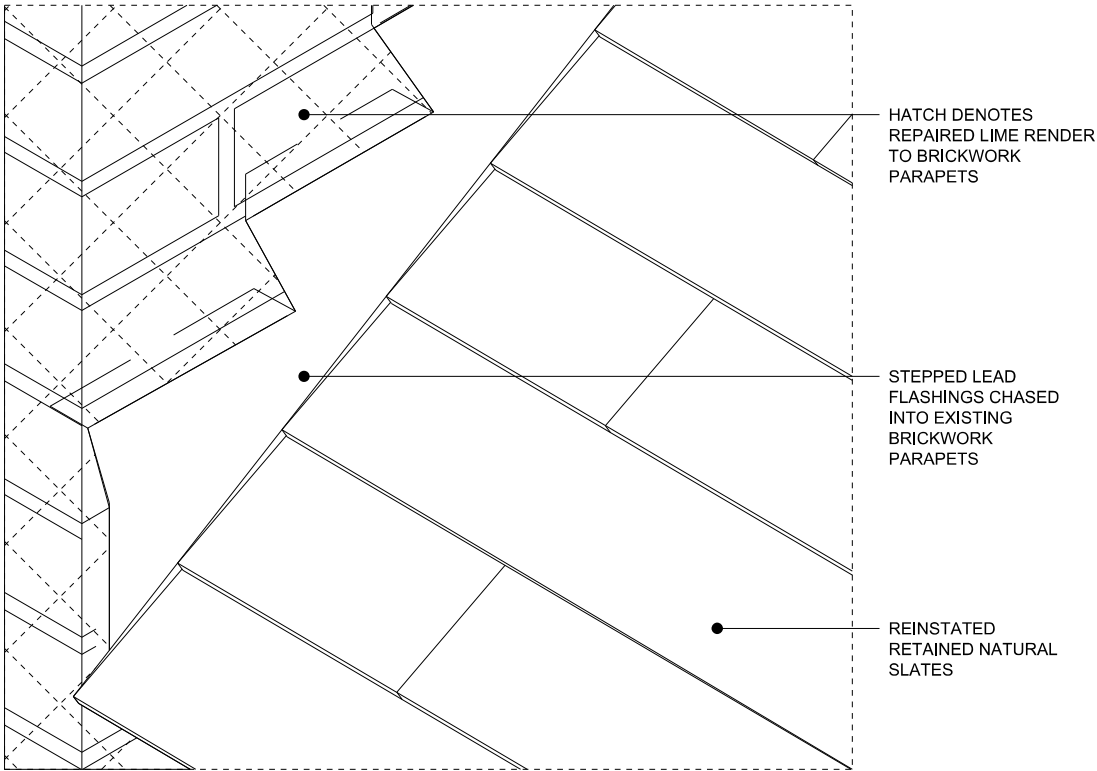 HATCH DENOTES
REPAIRED LIME RENDER
TO BRICKWORK
PARAPETS
STEPPED LEAD
FLASHINGS CHASED
INTO EXISTING
BRICKWORK
PARAPETS
REINSTATED
RETAINED NATURAL
SLATES